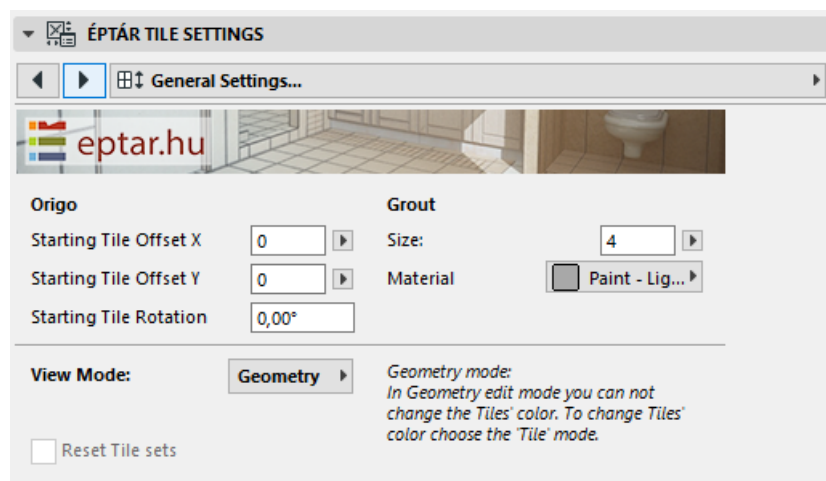 ÉPTÁR TILE SETTINGS
General Settings...
eptar.hu
Origo
Grout
Starting Tile Offset X
0
Size:
4
Starting Tile Offset Y
0
Material
Paint - Lig...
Starting Tile Rotation
0,00°
View Mode:
Geometry
Geometry mode:
In Geometry edit mode you can not
change the Tiles' color. To change Tiles'
color choose the 'Tile' mode.
Reset Tile sets